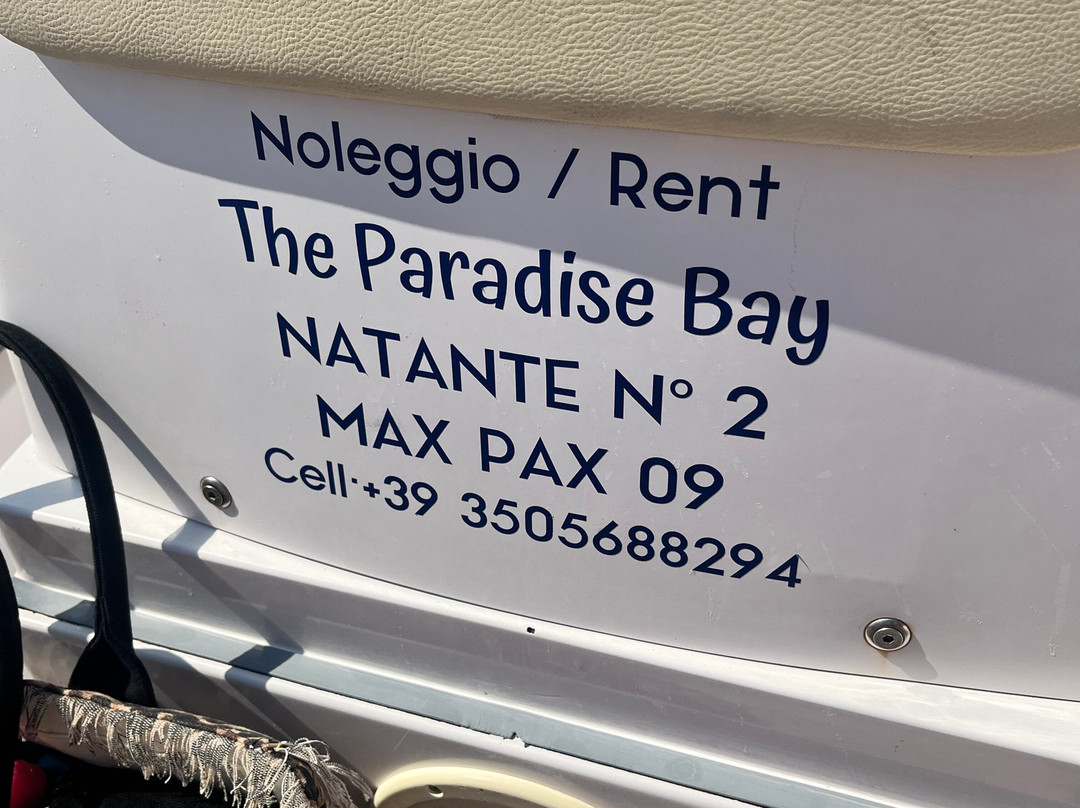 Noleggio / Rent
The Paradise Bay
NATANTE N° 2
MAX PAX 09
Cell·+39 3505688294